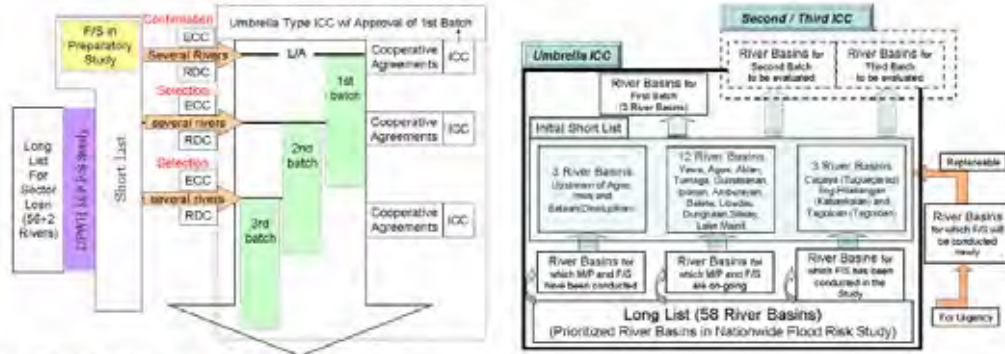 Confirmation
Umbrella Type ICC w/ Approval of 1st Batch
F/S in
Preparatory
Study
ECC
Several Rivers
RDC
L/A
Cooperative
Agreements
ICC
1st
batch
Selection
ECC
several rivers
RDC
Cooperative
Agreements
ICC
2nd
batch
Long
List
For
Sector
Loan
(56+2
Rivers)
Short List
Selection
ECC
several rivers
RDC
Cooperative
Agreements
ICC
3rd
batch
Second / Third ICC
Umbrella ICC
River Basins for
Second Batch
to be evaluated
River Basins for
Third Batch
to be evaluated
River Basins for
First Batch
(3 River Basins)
Initial Short List
3 River Basins
Upstream of Agno,
and
12 River Basins
Lake Mainit
3 River Basins
Replaceable
River Basins
for which F/S will
be conducted
newly
For Urgency
River Basins for
which M/P and F/S
have been conducted
River Basins for
which M/P and F/S
are on-going
River Basins for
which F/S has been
conducted in the
Study
Long List (58 River Basins)
(Prioritized River Basins in Nationwide Flood Risk Study)